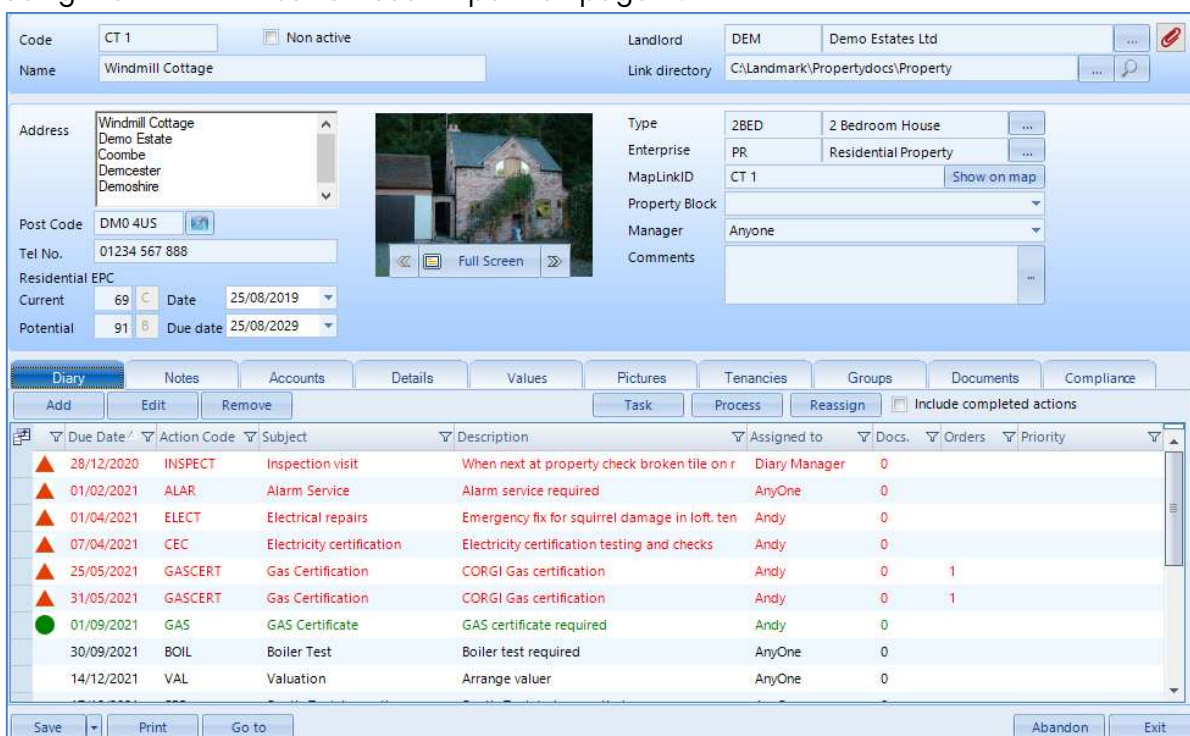 Code CT 1 Non active Landlord DEM Demo Estates Ltd ...
Name Windmill Cottage Link directory C:\Landmark\Propertydocs\Property ...
Address Windmill Cottage
Demo Estate
Coombe
Demcester
Demoshire
Post Code DM0 4US
Tel No. 01234 567 888
Residential EPC
Current 69 C Date 25/08/2019
Potential 91 B Due date 25/08/2029
Full Screen
Type 2BED 2 Bedroom House ...
Enterprise PR Residential Property ...
MapLinkID CT 1 Show on map
Property Block
Manager Anyone
Comments ...
Diary Notes Accounts Details Values Pictures Tenancies Groups Documents Compliance
Add Edit Remove Task Process Reassign Include completed actions
Due Date Action Code Subject Description Assigned to Docs. Orders Priority
28/12/2020 INSPECT Inspection visit When next at property check broken tile on r Diary Manager 0
01/02/2021 ALAR Alarm Service Alarm service required AnyOne 0
01/04/2021 ELECT Electrical repairs Emergency fix for squirrel damage in loft. ten Andy 0
07/04/2021 CEC Electricity certification Electricity certification testing and checks Andy 0
25/05/2021 GASCERT Gas Certification CORGI Gas certification Andy 0 1
31/05/2021 GASCERT Gas Certification CORGI Gas certification Andy 0 1
01/09/2021 GAS GAS Certificate GAS certificate required Andy 0
30/09/2021 BOIL Boiler Test Boiler test required AnyOne 0
14/12/2021 VAL Valuation Arrange valuer AnyOne 0
Save Print Go to Abandon Exit